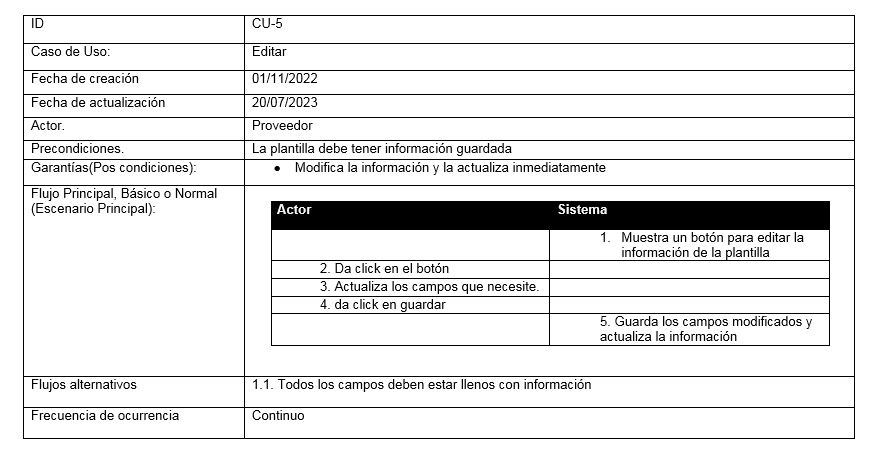 ID CU-5
Caso de Uso: Editar
Fecha de creación 01/11/2022
Fecha de actualización 20/07/2023
Actor. Proveedor
Precondiciones. La plantilla debe tener información guardada
Garantías(Pos condiciones): • Modifica la información y la actualiza inmediatamente
Flujo Principal, Básico o Normal
(Escenario Principal):
Actor Sistema
1. Muestra un botón para editar la
información de la plantilla
2. Da click en el botón
3. Actualiza los campos que necesite.
4. da click en guardar
5. Guarda los campos modificados y
actualiza la información
Flujos alternativos 1.1. Todos los campos deben estar llenos con información
Frecuencia de ocurrencia Continuo